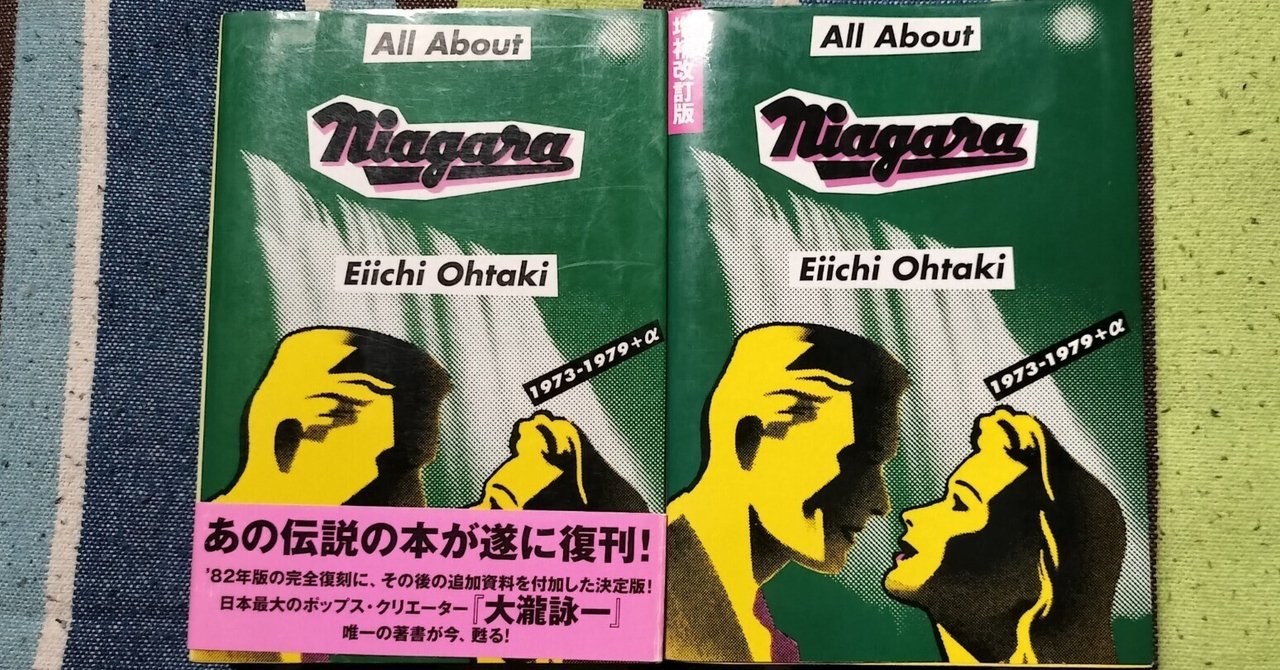 All About
Niagara
Eiichi Ohtaki
1973-1979+α
あの伝説の本が遂に復刊!
'82年版の完全復刻に、その後の追加資料を付加した決定版!
日本最大のポップス・クリエーター『大瀧詠一』
唯一の著書が今、甦る!
増補改訂版
All About
Niagara
Eiichi Ohtaki
1973-1979+α